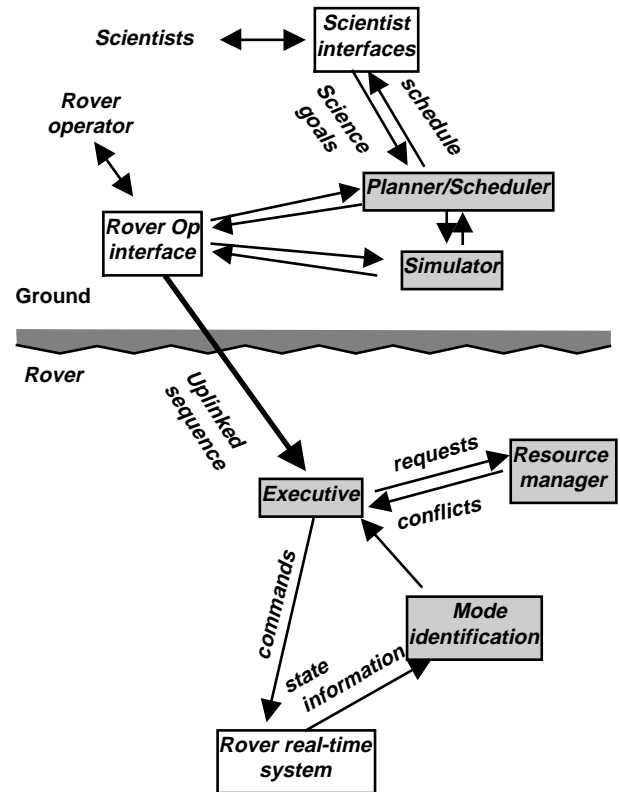 Scientists
Scientist
interfaces
Rover
operator
Science
goals
schedule
Planner/Scheduler
Rover Op
interface
Simulator
Ground
Rover
Uplinked
sequence
requests
Resource
manager
Executive
conflicts
commands
Mode
identification
state
information
Rover real-time
system